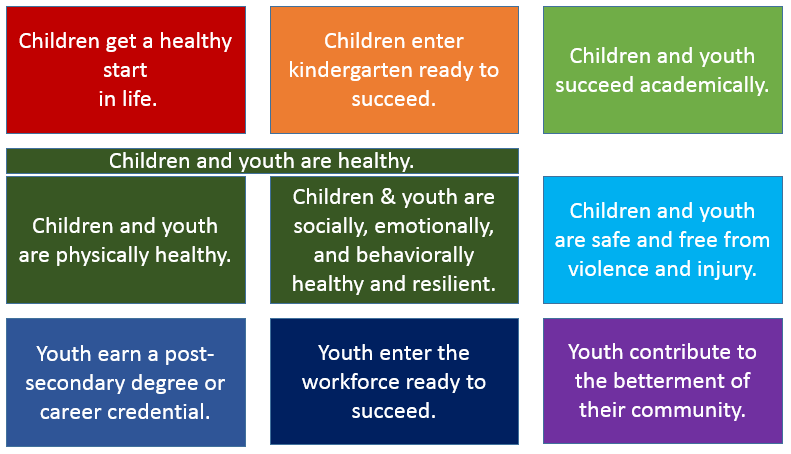 Children get a healthy
start
in life.
Children enter
kindergarten ready to
succeed.
Children and youth
succeed academically.
Children and youth are healthy.
Children and youth
are physically healthy.
Children & youth are
socially, emotionally,
and behaviorally
healthy and resilient.
Children and youth
are safe and free from
violence and injury.
Youth earn a post-
secondary degree or
career credential.
Youth enter the
workforce ready to
succeed.
Youth contribute to
the betterment of
their community.